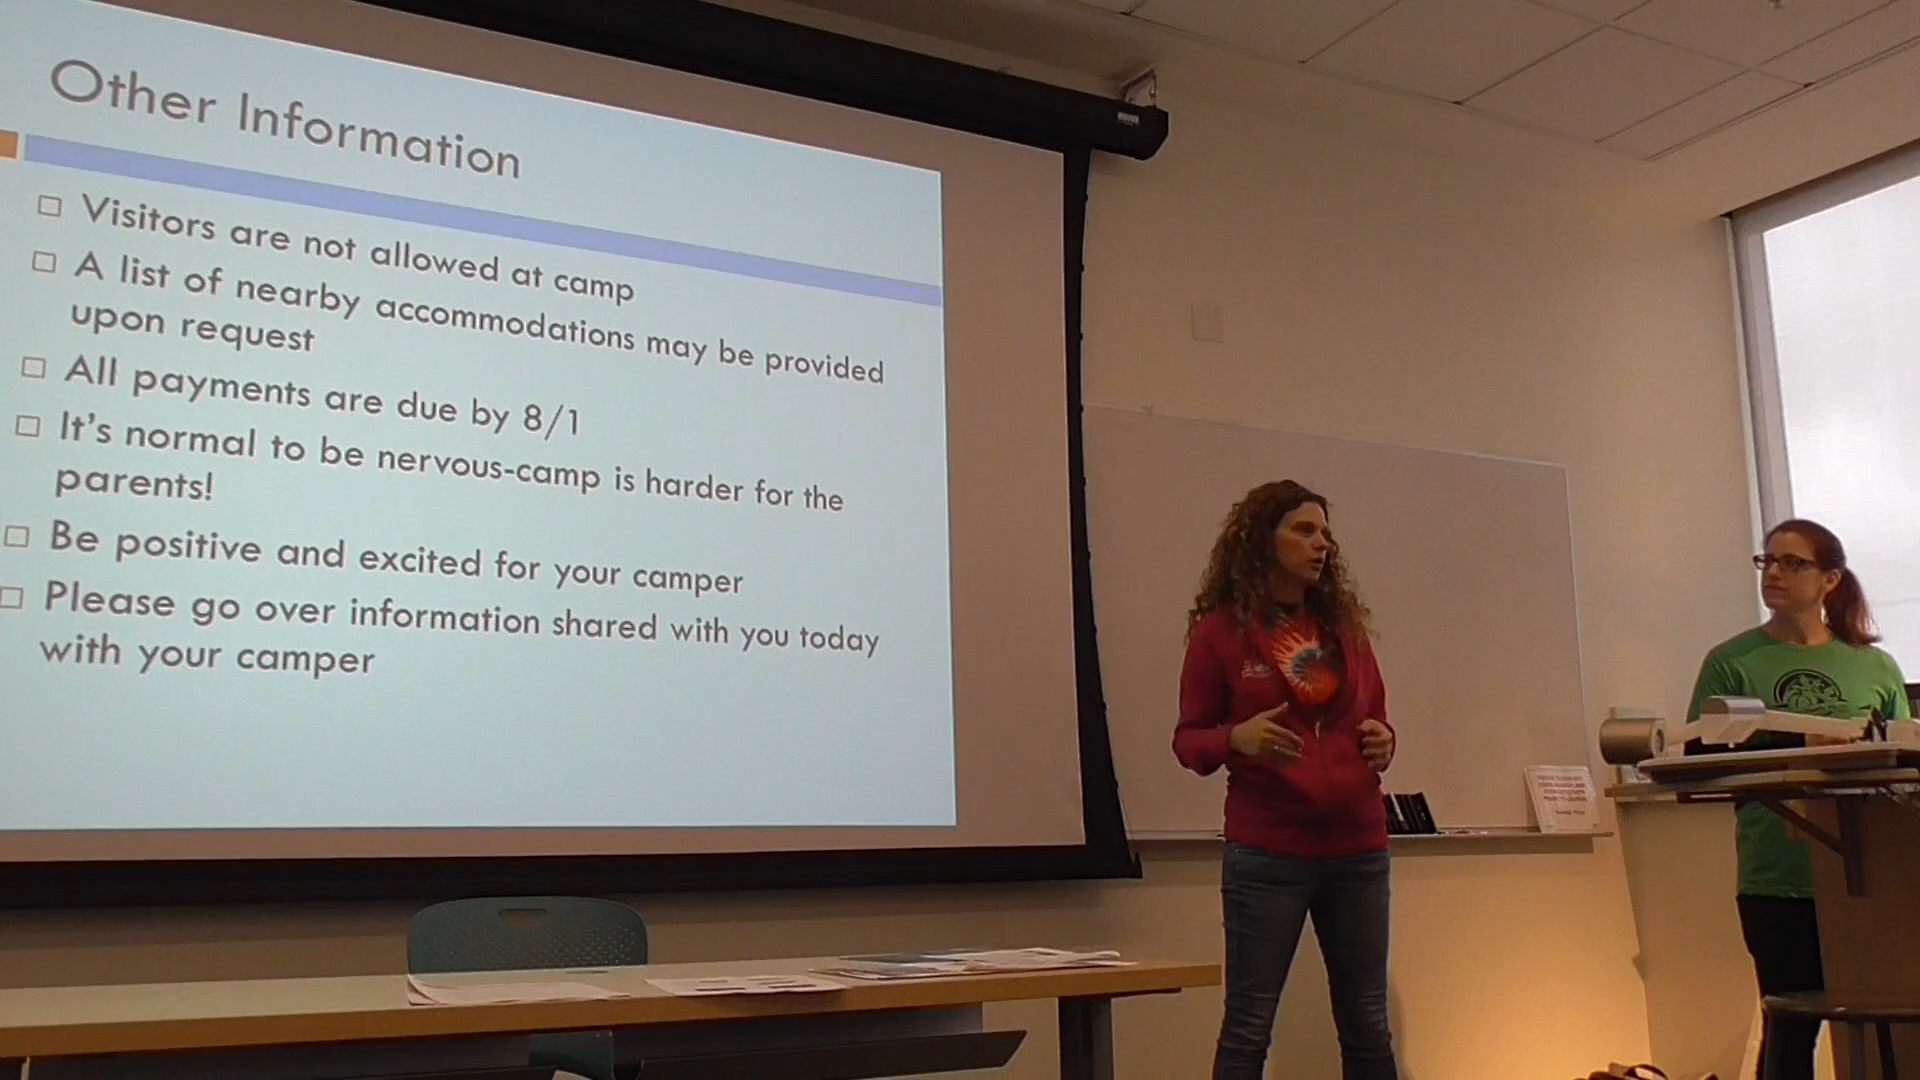 Other Information
Visitors are not allowed at camp
A list of nearby accommodations may be provided
upon request
All payments are due by 8/1
It's normal to be nervous-camp is harder for the
parents!
Be positive and excited for your camper
Please go over information shared with you today
with your camper